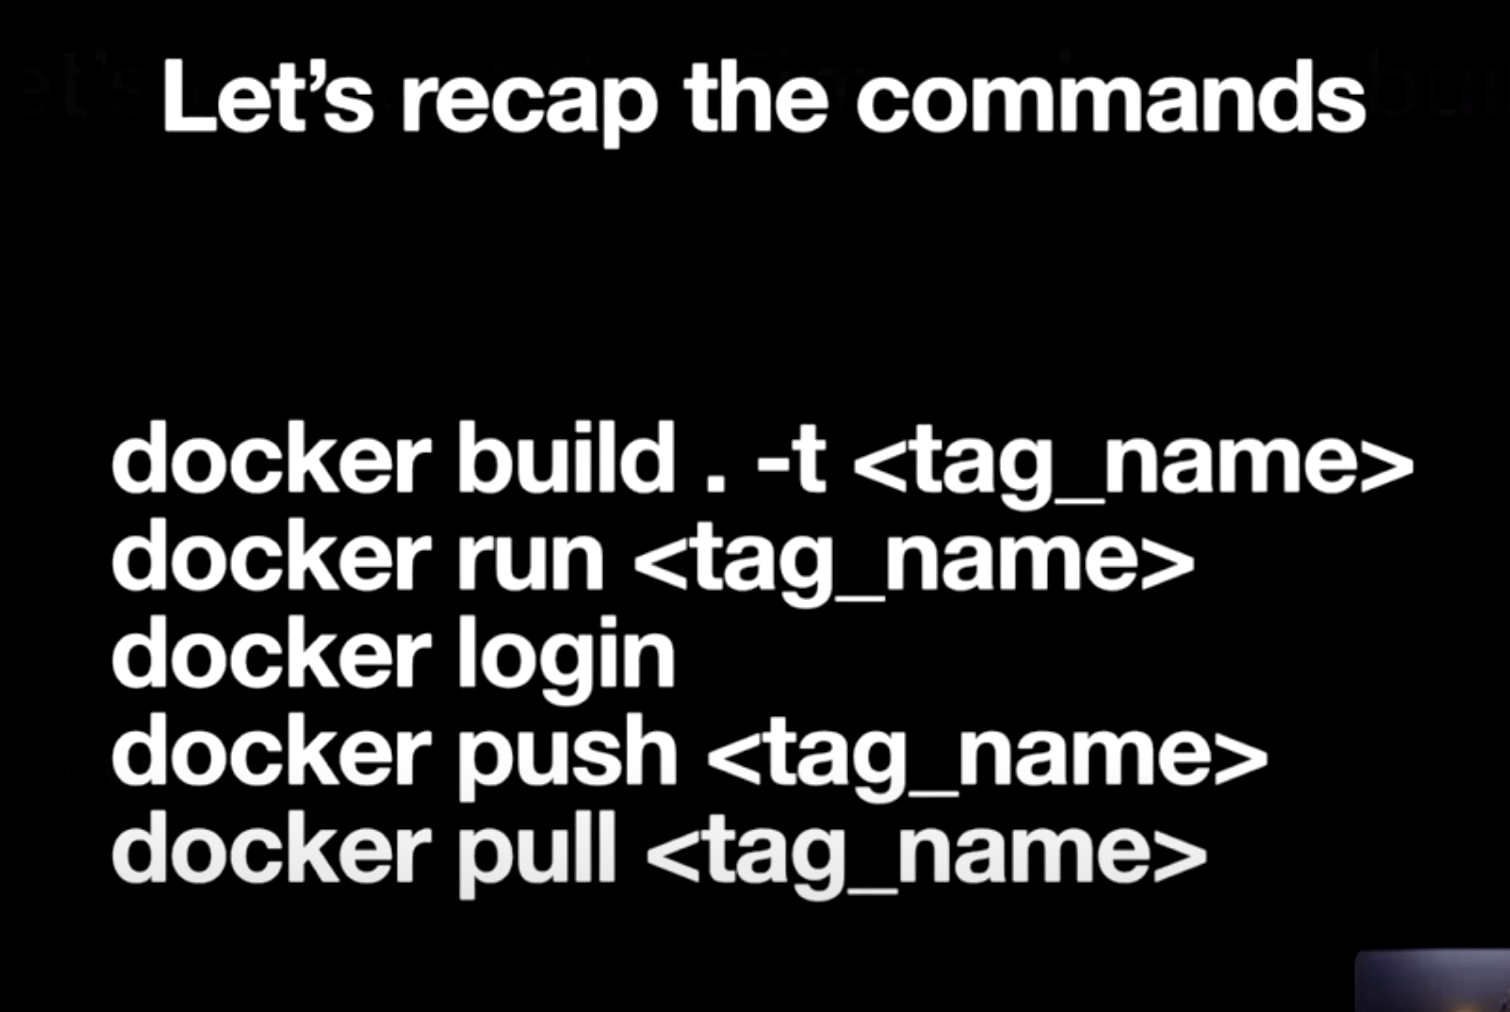 Let’s recap the commands
docker build . -t <tag_name>
docker run <tag_name>
docker login
docker push <tag_name>
docker pull <tag_name>